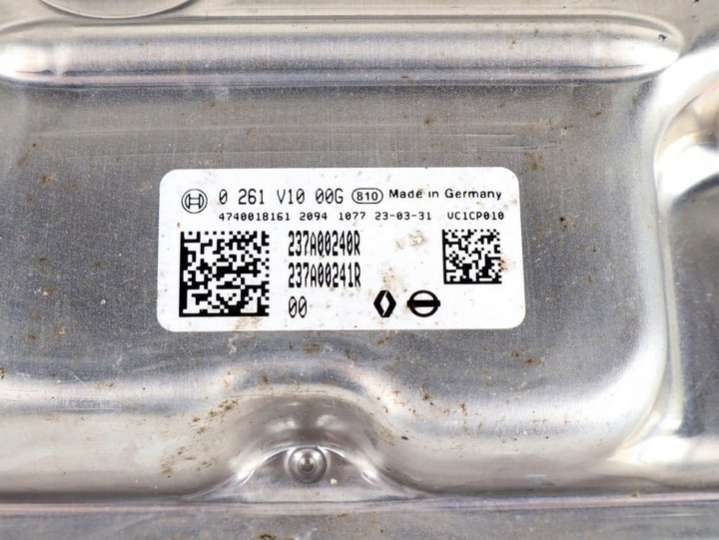 0 261 V10 00G 810 Made in Germany
4740018161 2094 1077 23-03-31 VC1CP010
237A00240R
237A00241R
00